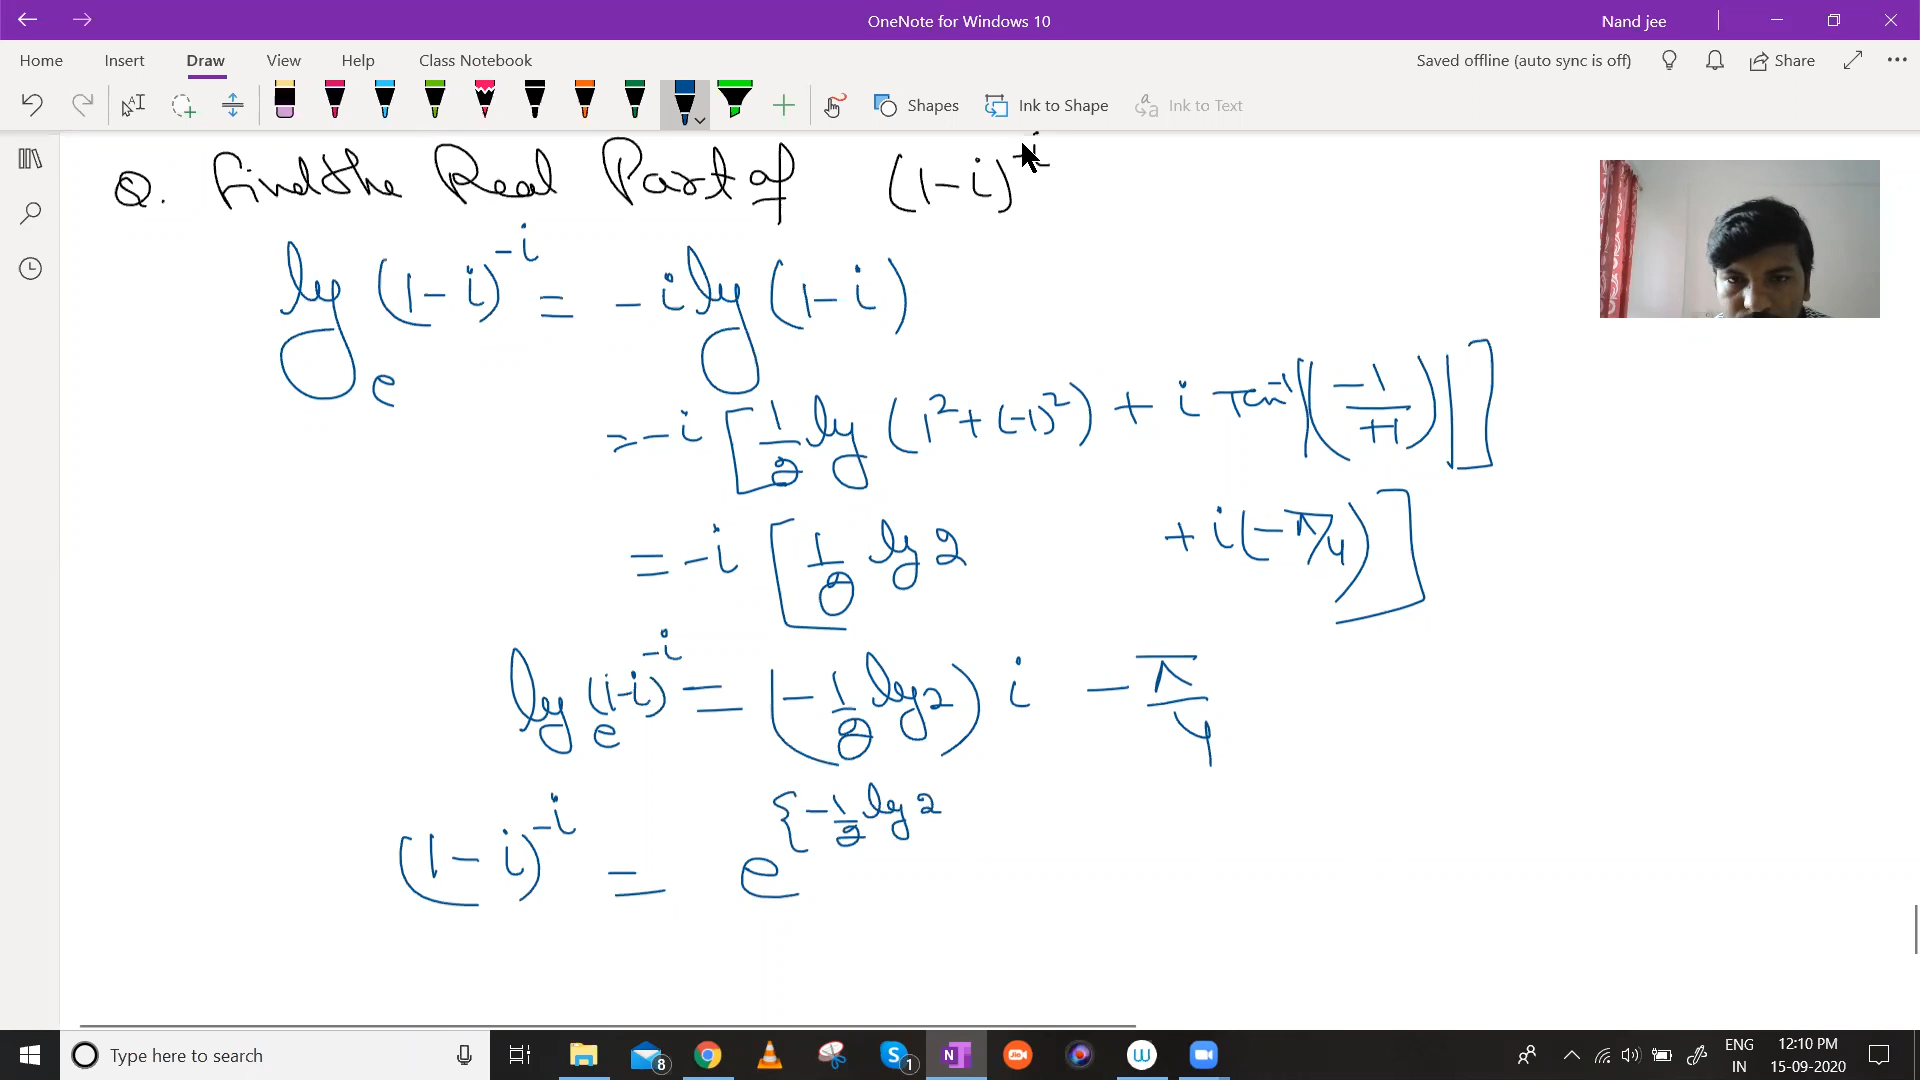 OneNote for Windows 10
Nand jee
Home Insert Draw View Help Class Notebook
Saved offline (auto sync is off) Share
Shapes Ink to Shape Ink to Text
Q. Find the Real Part of (1-i)^-i
log_e (1-i)^-i = -i log (1-i)
= -i [1/2 log (1^2 + (-1)^2) + i Tan^-1 |(-1/+1)|]
= -i [1/2 log 2 + i(-π/4)]
log_e (1-i)^-i = (-1/2 log 2) i - π/4
(1-i)^-i = e^{-1/2 log 2
Type here to search
8
1
ENG
IN
12:10 PM
15-09-2020